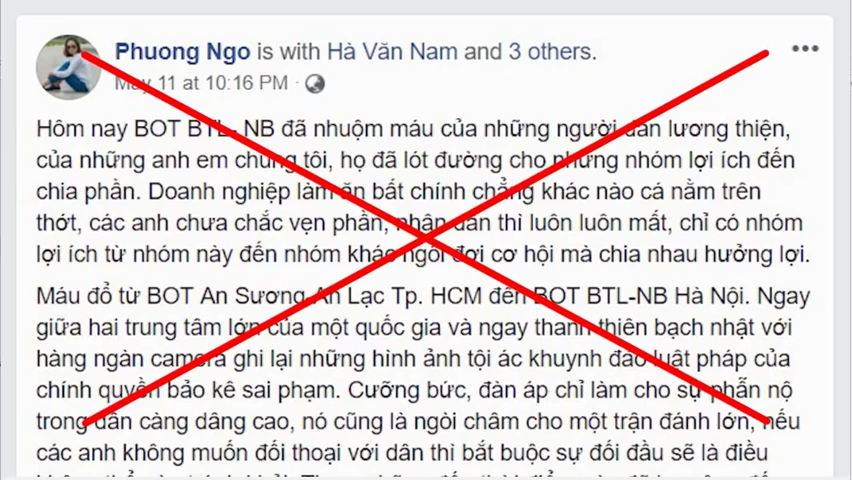 Phuong Ngo is with Hà Văn Nam and 3 others.
May 11 at 10:16 PM
Hôm nay BOT BTL- NB đã nhuộm máu của những người dân lương thiện,
của những anh em chúng tôi, họ đã lót đường cho những nhóm lợi ích đến
chia phần. Doanh nghiệp làm ăn bất chính chẳng khác nào cá nằm trên
thớt, các anh chưa chắc vẹn phần, nhân dân thì luôn luôn mất, chỉ có nhóm
lợi ích từ nhóm này đến nhóm khác ngồi đợi cơ hội mà chia nhau hưởng lợi.
Máu đổ từ BOT An Sương-An Lạc Tp. HCM đến BOT BTL-NB Hà Nội. Ngay
giữa hai trung tâm lớn của một quốc gia và ngay thanh thiên bạch nhật với
hàng ngàn camera ghi lại những hình ảnh tội ác khuynh đảo luật pháp của
chính quyền bảo kê sai phạm. Cưỡng bức, đàn áp chỉ làm cho sự phẫn nộ
trong dân càng dâng cao, nó cũng là ngòi châm cho một trận đánh lớn, nếu
các anh không muốn đối thoại với dân thì bắt buộc sự đối đầu sẽ là điều